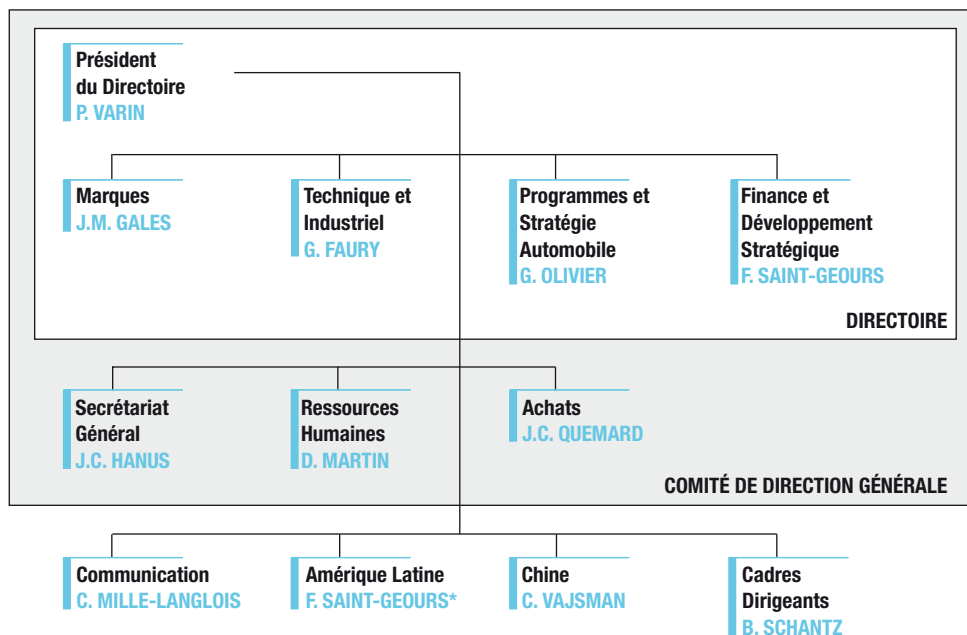 Président
du Directoire
P. VARIN
Marques
J.M. GALES
Technique et
Industriel
G. FAURY
Programmes et
Stratégie
Automobile
G. OLIVIER
Finance et
Développement
Stratégique
F. SAINT-GEOURS
DIRECTOIRE
Secrétariat
Général
J.C. HANUS
Ressources
Humaines
D. MARTIN
Achats
J.C. QUEMARD
COMITÉ DE DIRECTION GÉNÉRALE
Communication
C. MILLE-LANGLOIS
Amérique Latine
F. SAINT-GEOURS*
Chine
C. VAJSMAN
Cadres
Dirigeants
B. SCHANTZ